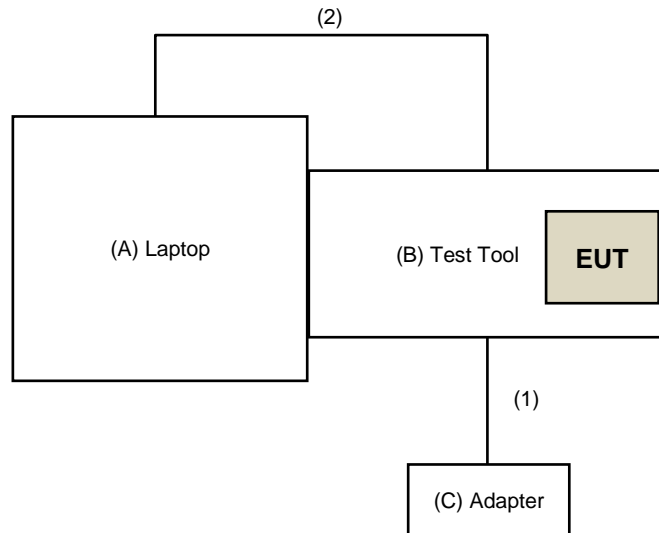 (2)
(A) Laptop
(B) Test Tool
EUT
(1)
(C) Adapter